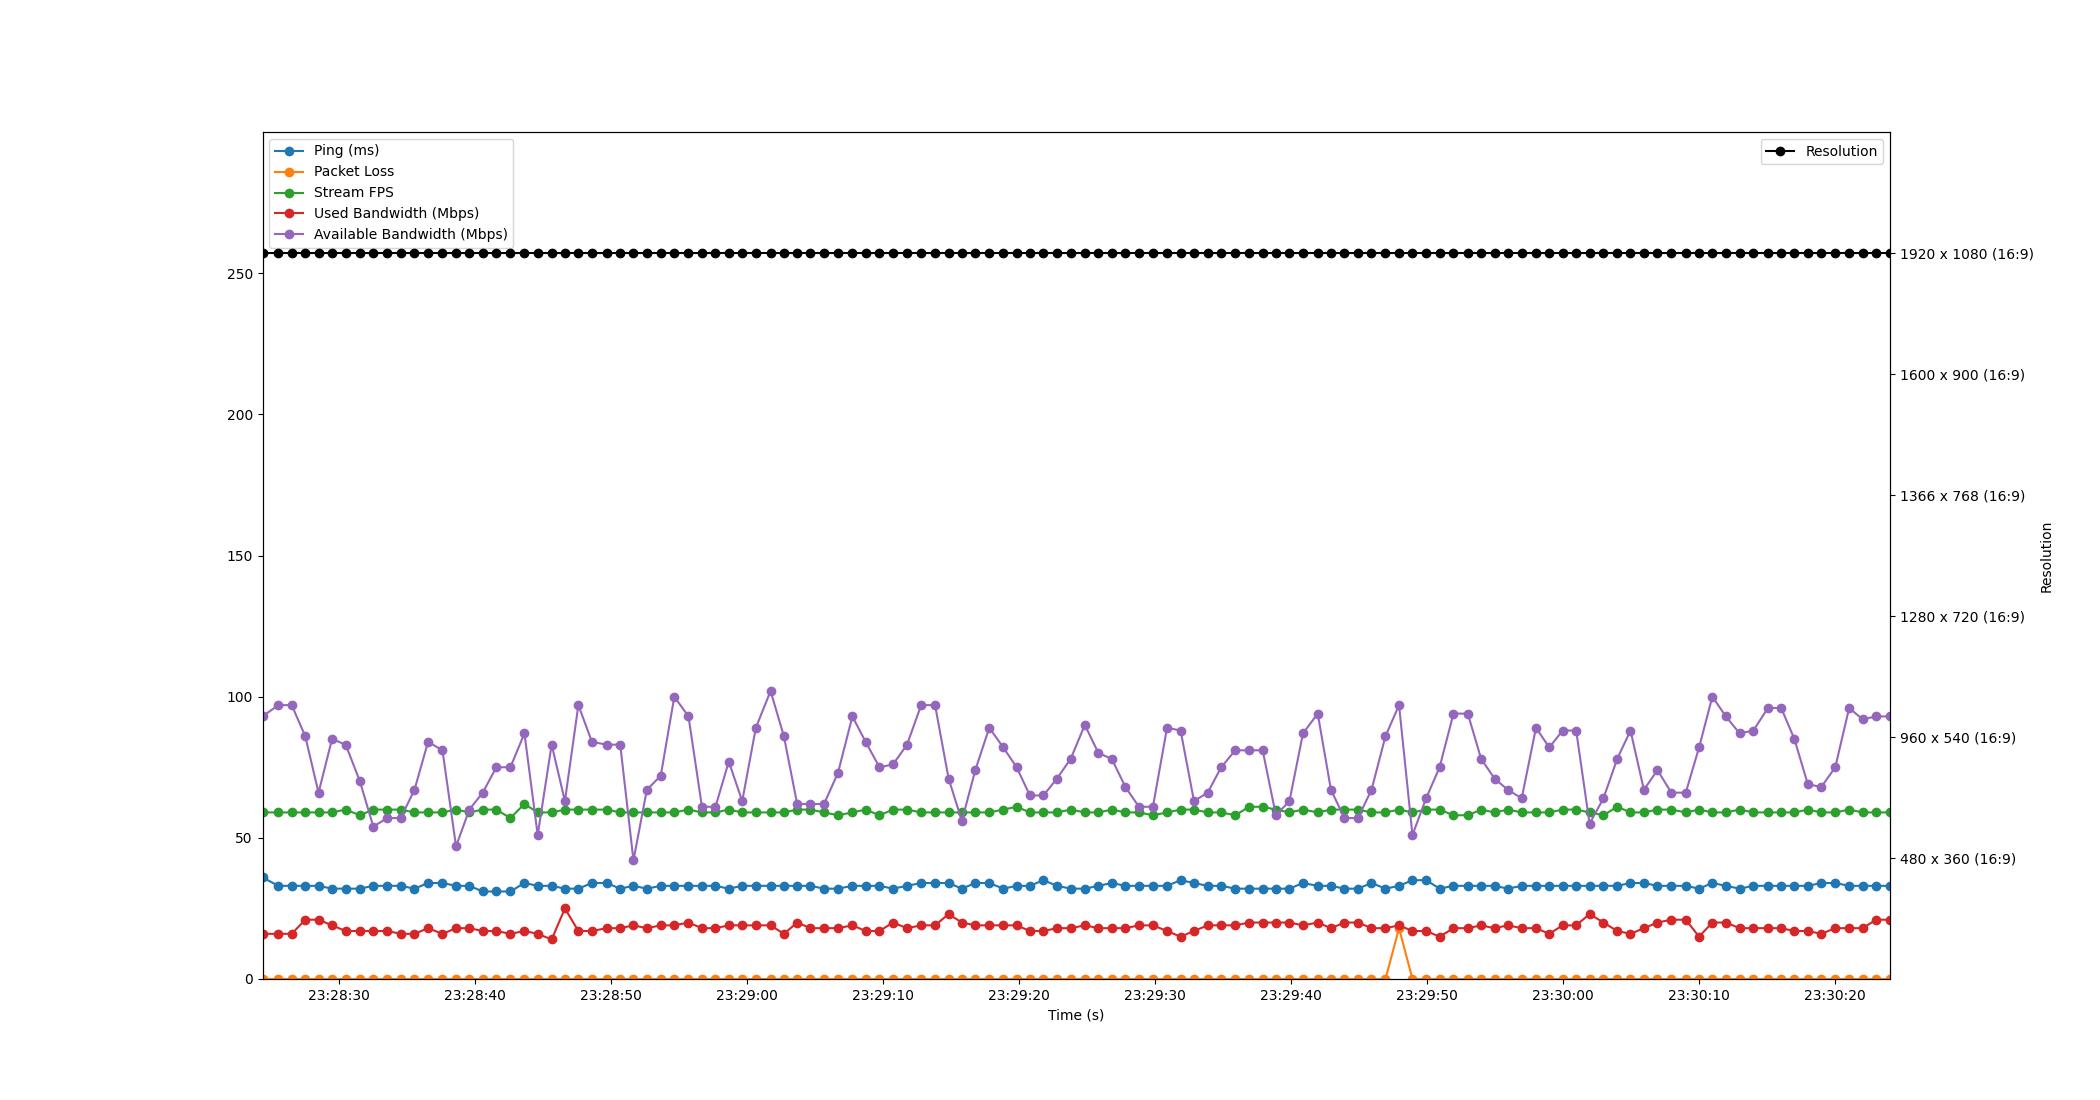 Ping (ms)
Packet Loss
Stream FPS
Used Bandwidth (Mbps)
Available Bandwidth (Mbps)
Resolution
250
200
150
100
50
0
1920 x 1080 (16:9)
1600 x 900 (16:9)
1366 x 768 (16:9)
1280 x 720 (16:9)
960 x 540 (16:9)
480 x 360 (16:9)
Resolution
23:28:30 23:28:40 23:28:50 23:29:00 23:29:10 23:29:20 23:29:30 23:29:40 23:29:50 23:30:00 23:30:10 23:30:20
Time (s)